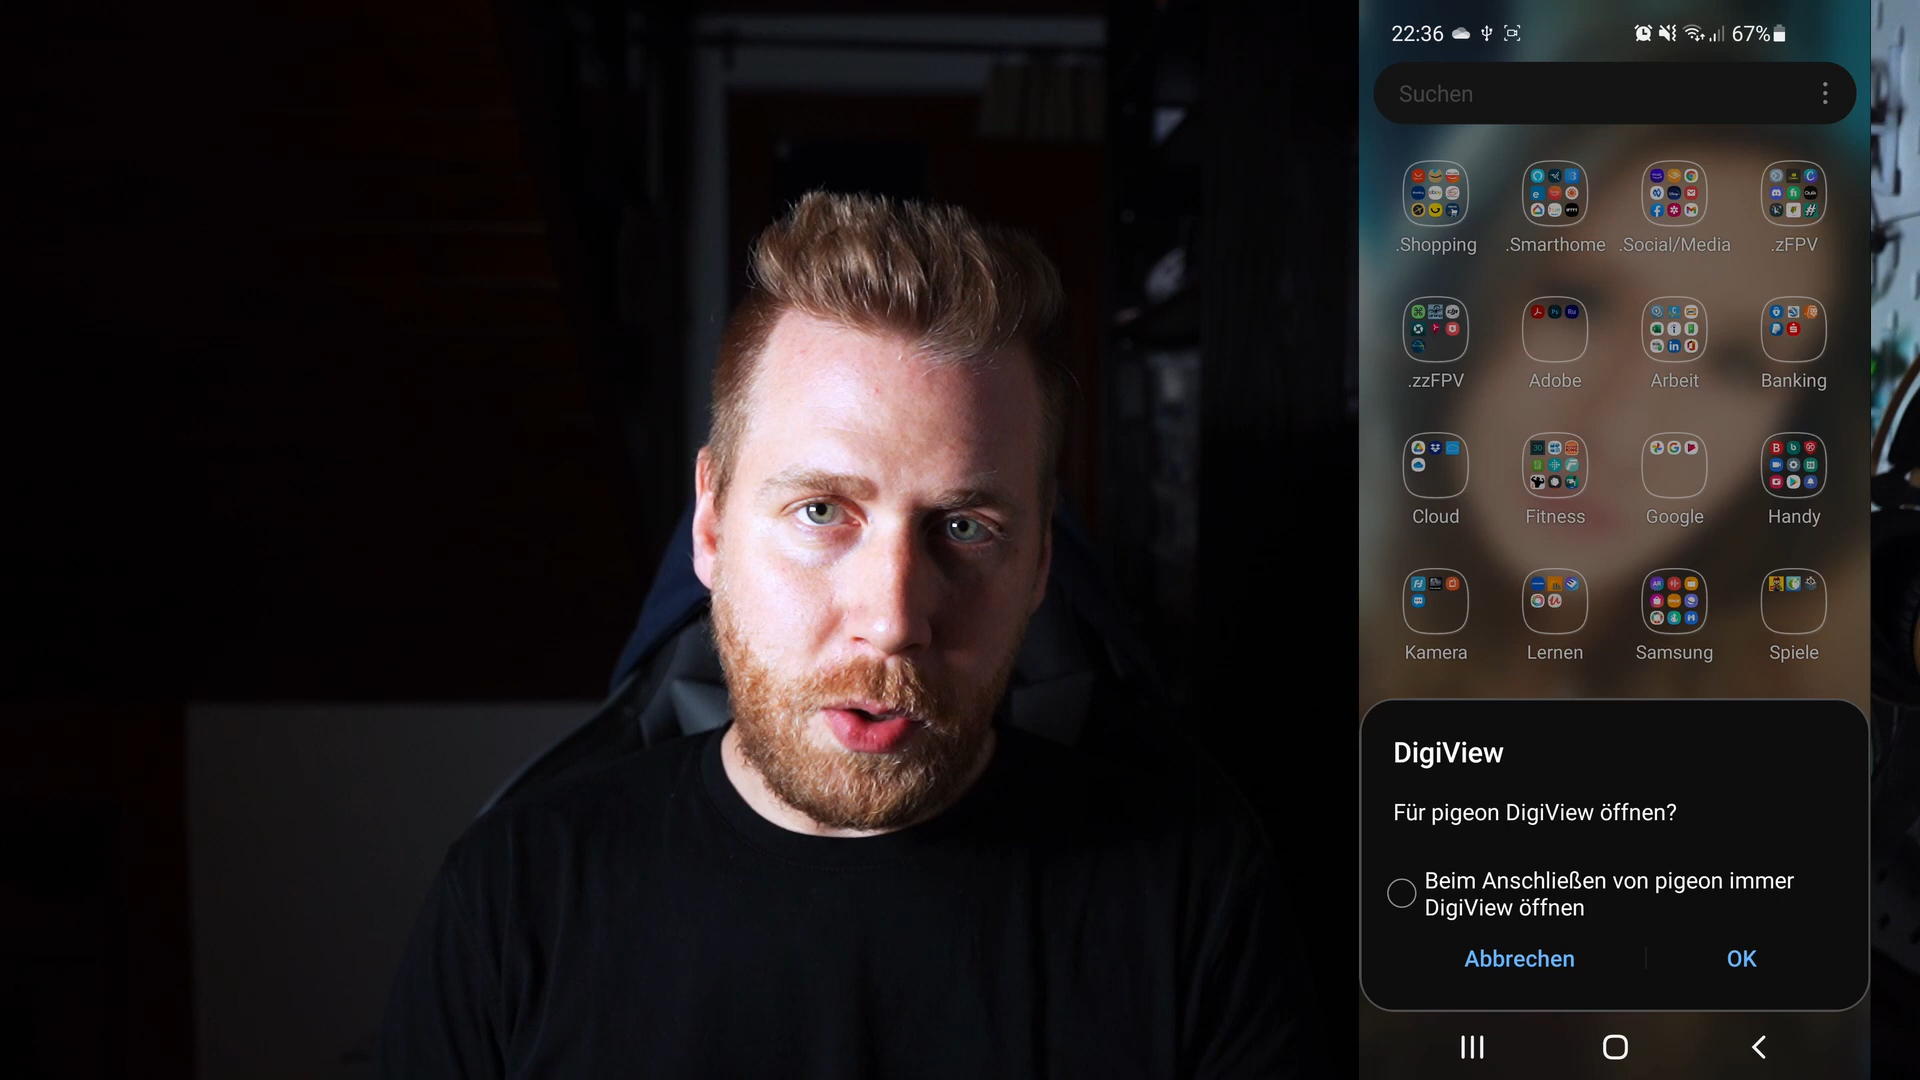 22:36 67%
Suchen
.Shopping .Smarthome .Social/Media .zFPV
.zzFPV Adobe Arbeit Banking
Cloud Fitness Google Handy
Kamera Lernen Samsung Spiele
DigiView
Für pigeon DigiView öffnen?
Beim Anschließen von pigeon immer
DigiView öffnen
Abbrechen OK